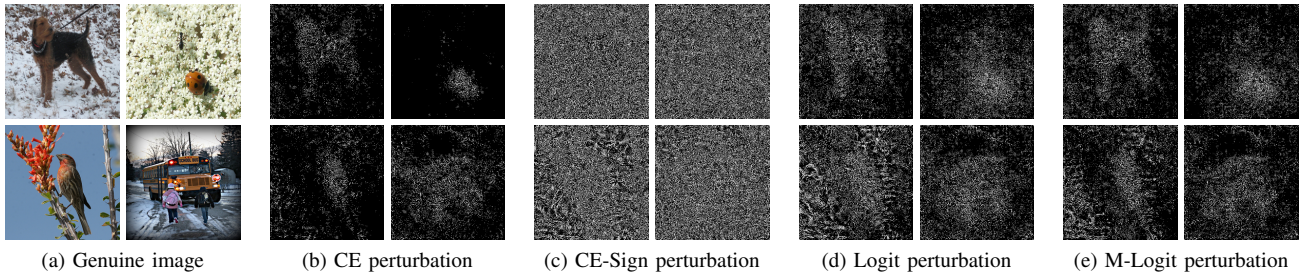 (a) Genuine image
(b) CE perturbation
(c) CE-Sign perturbation
(d) Logit perturbation
(e) M-Logit perturbation